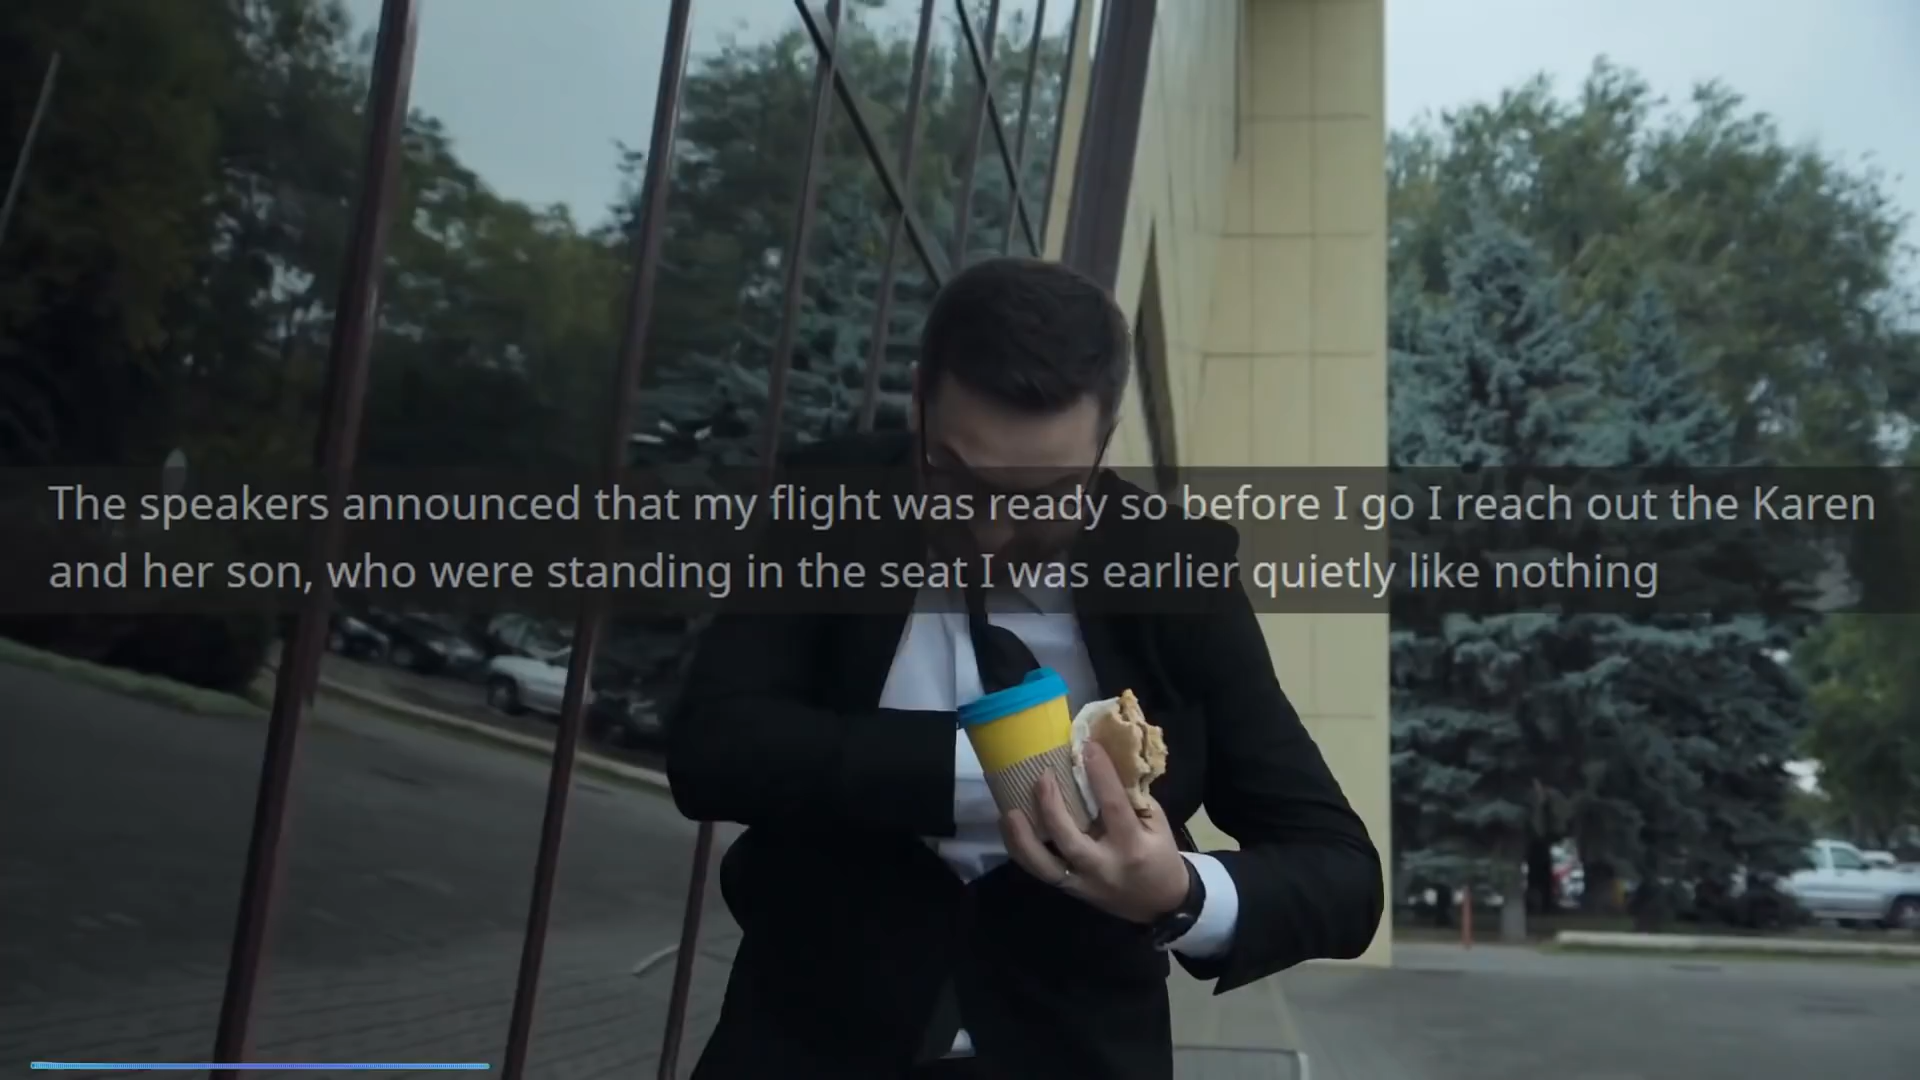 The speakers announced that my flight was ready so before I go I reach out the Karen
and her son, who were standing in the seat I was earlier quietly like nothing